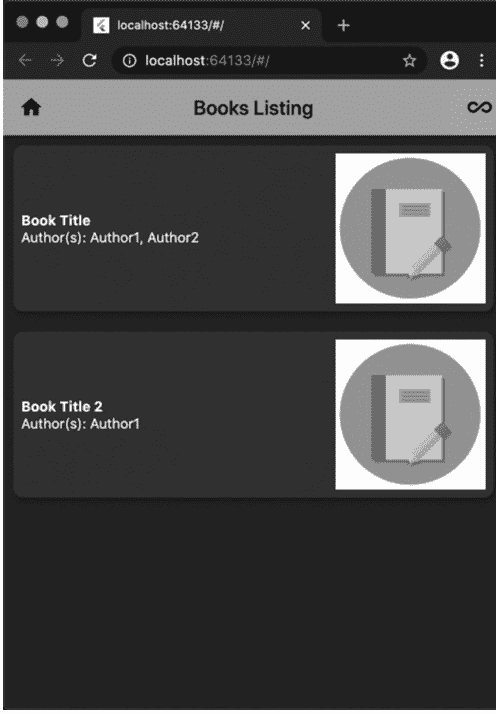 localhost:64133/#/
localhost:64133/#/
Books Listing
Book Title
Author(s): Author1, Author2
Book Title 2
Author(s): Author1